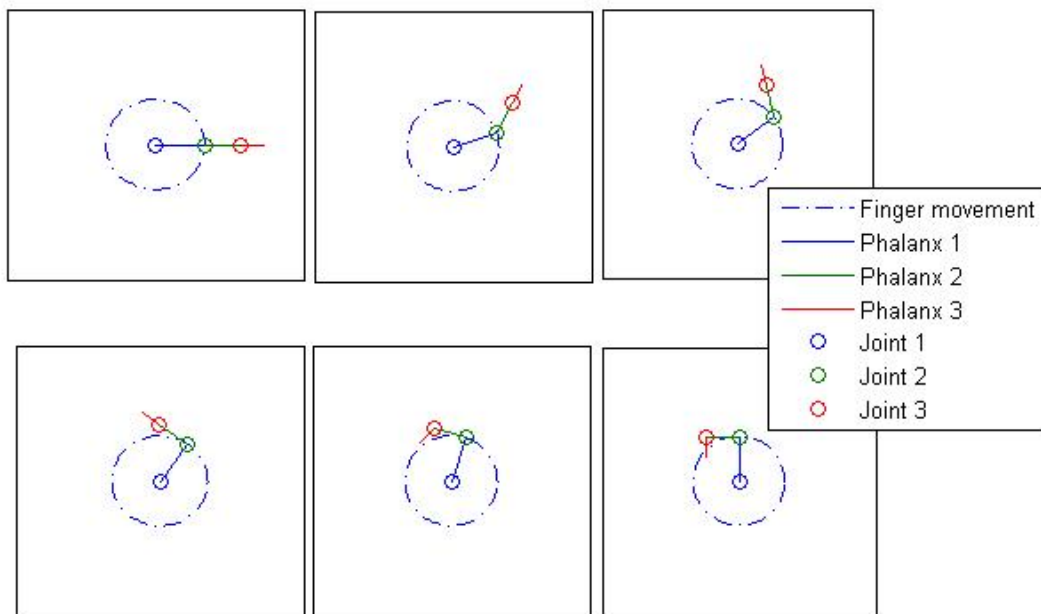 Finger movement
Phalanx 1
Phalanx 2
Phalanx 3
Joint 1
Joint 2
Joint 3